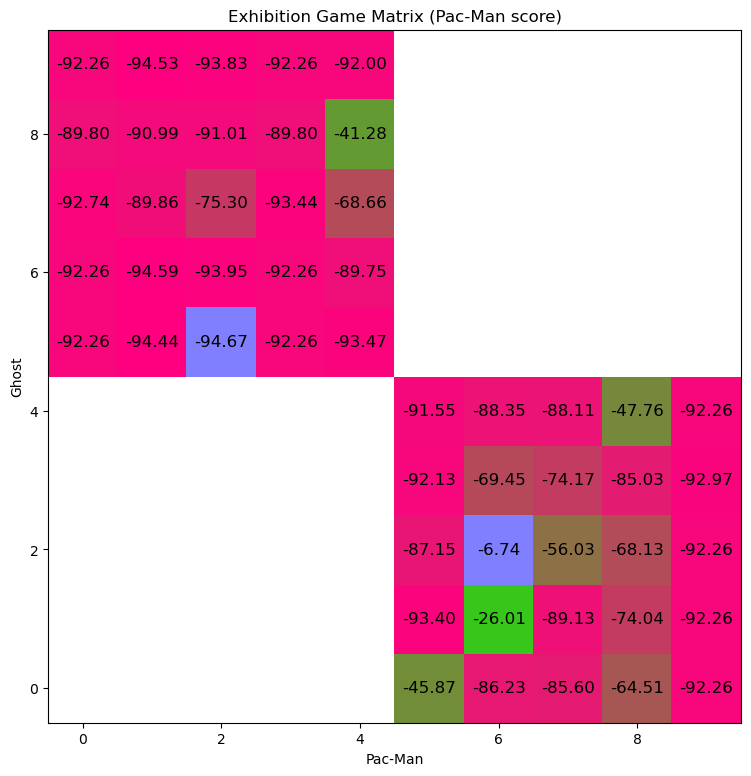 Exhibition Game Matrix (Pac-Man score)
-92.26 -94.53 -93.83 -92.26 -92.00
8 -89.80 -90.99 -91.01 -89.80 -41.28
-92.74 -89.86 -75.30 -93.44 -68.66
6 -92.26 -94.59 -93.95 -92.26 -89.75
-92.26 -94.44 -94.67 -92.26 -93.47
Ghost
4 -91.55 -88.35 -88.11 -47.76 -92.26
-92.13 -69.45 -74.17 -85.03 -92.97
2 -87.15 -6.74 -56.03 -68.13 -92.26
-93.40 -26.01 -89.13 -74.04 -92.26
0 -45.87 -86.23 -85.60 -64.51 -92.26
0 2 4 6 8
Pac-Man